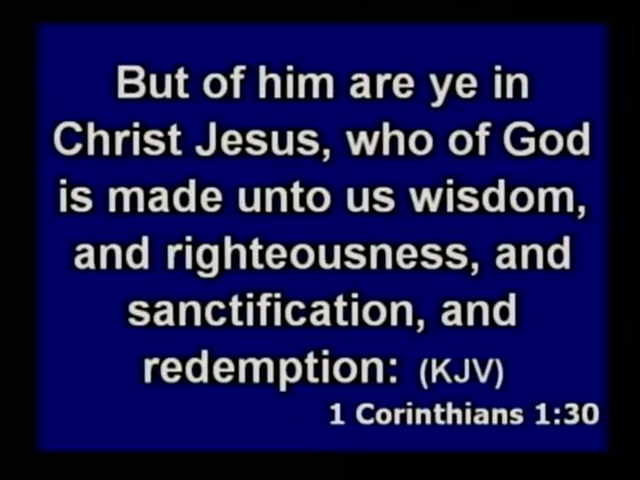 But of him are ye in
Christ Jesus, who of God
is made unto us wisdom,
and righteousness, and
sanctification, and
redemption: (KJV)
1 Corinthians 1:30